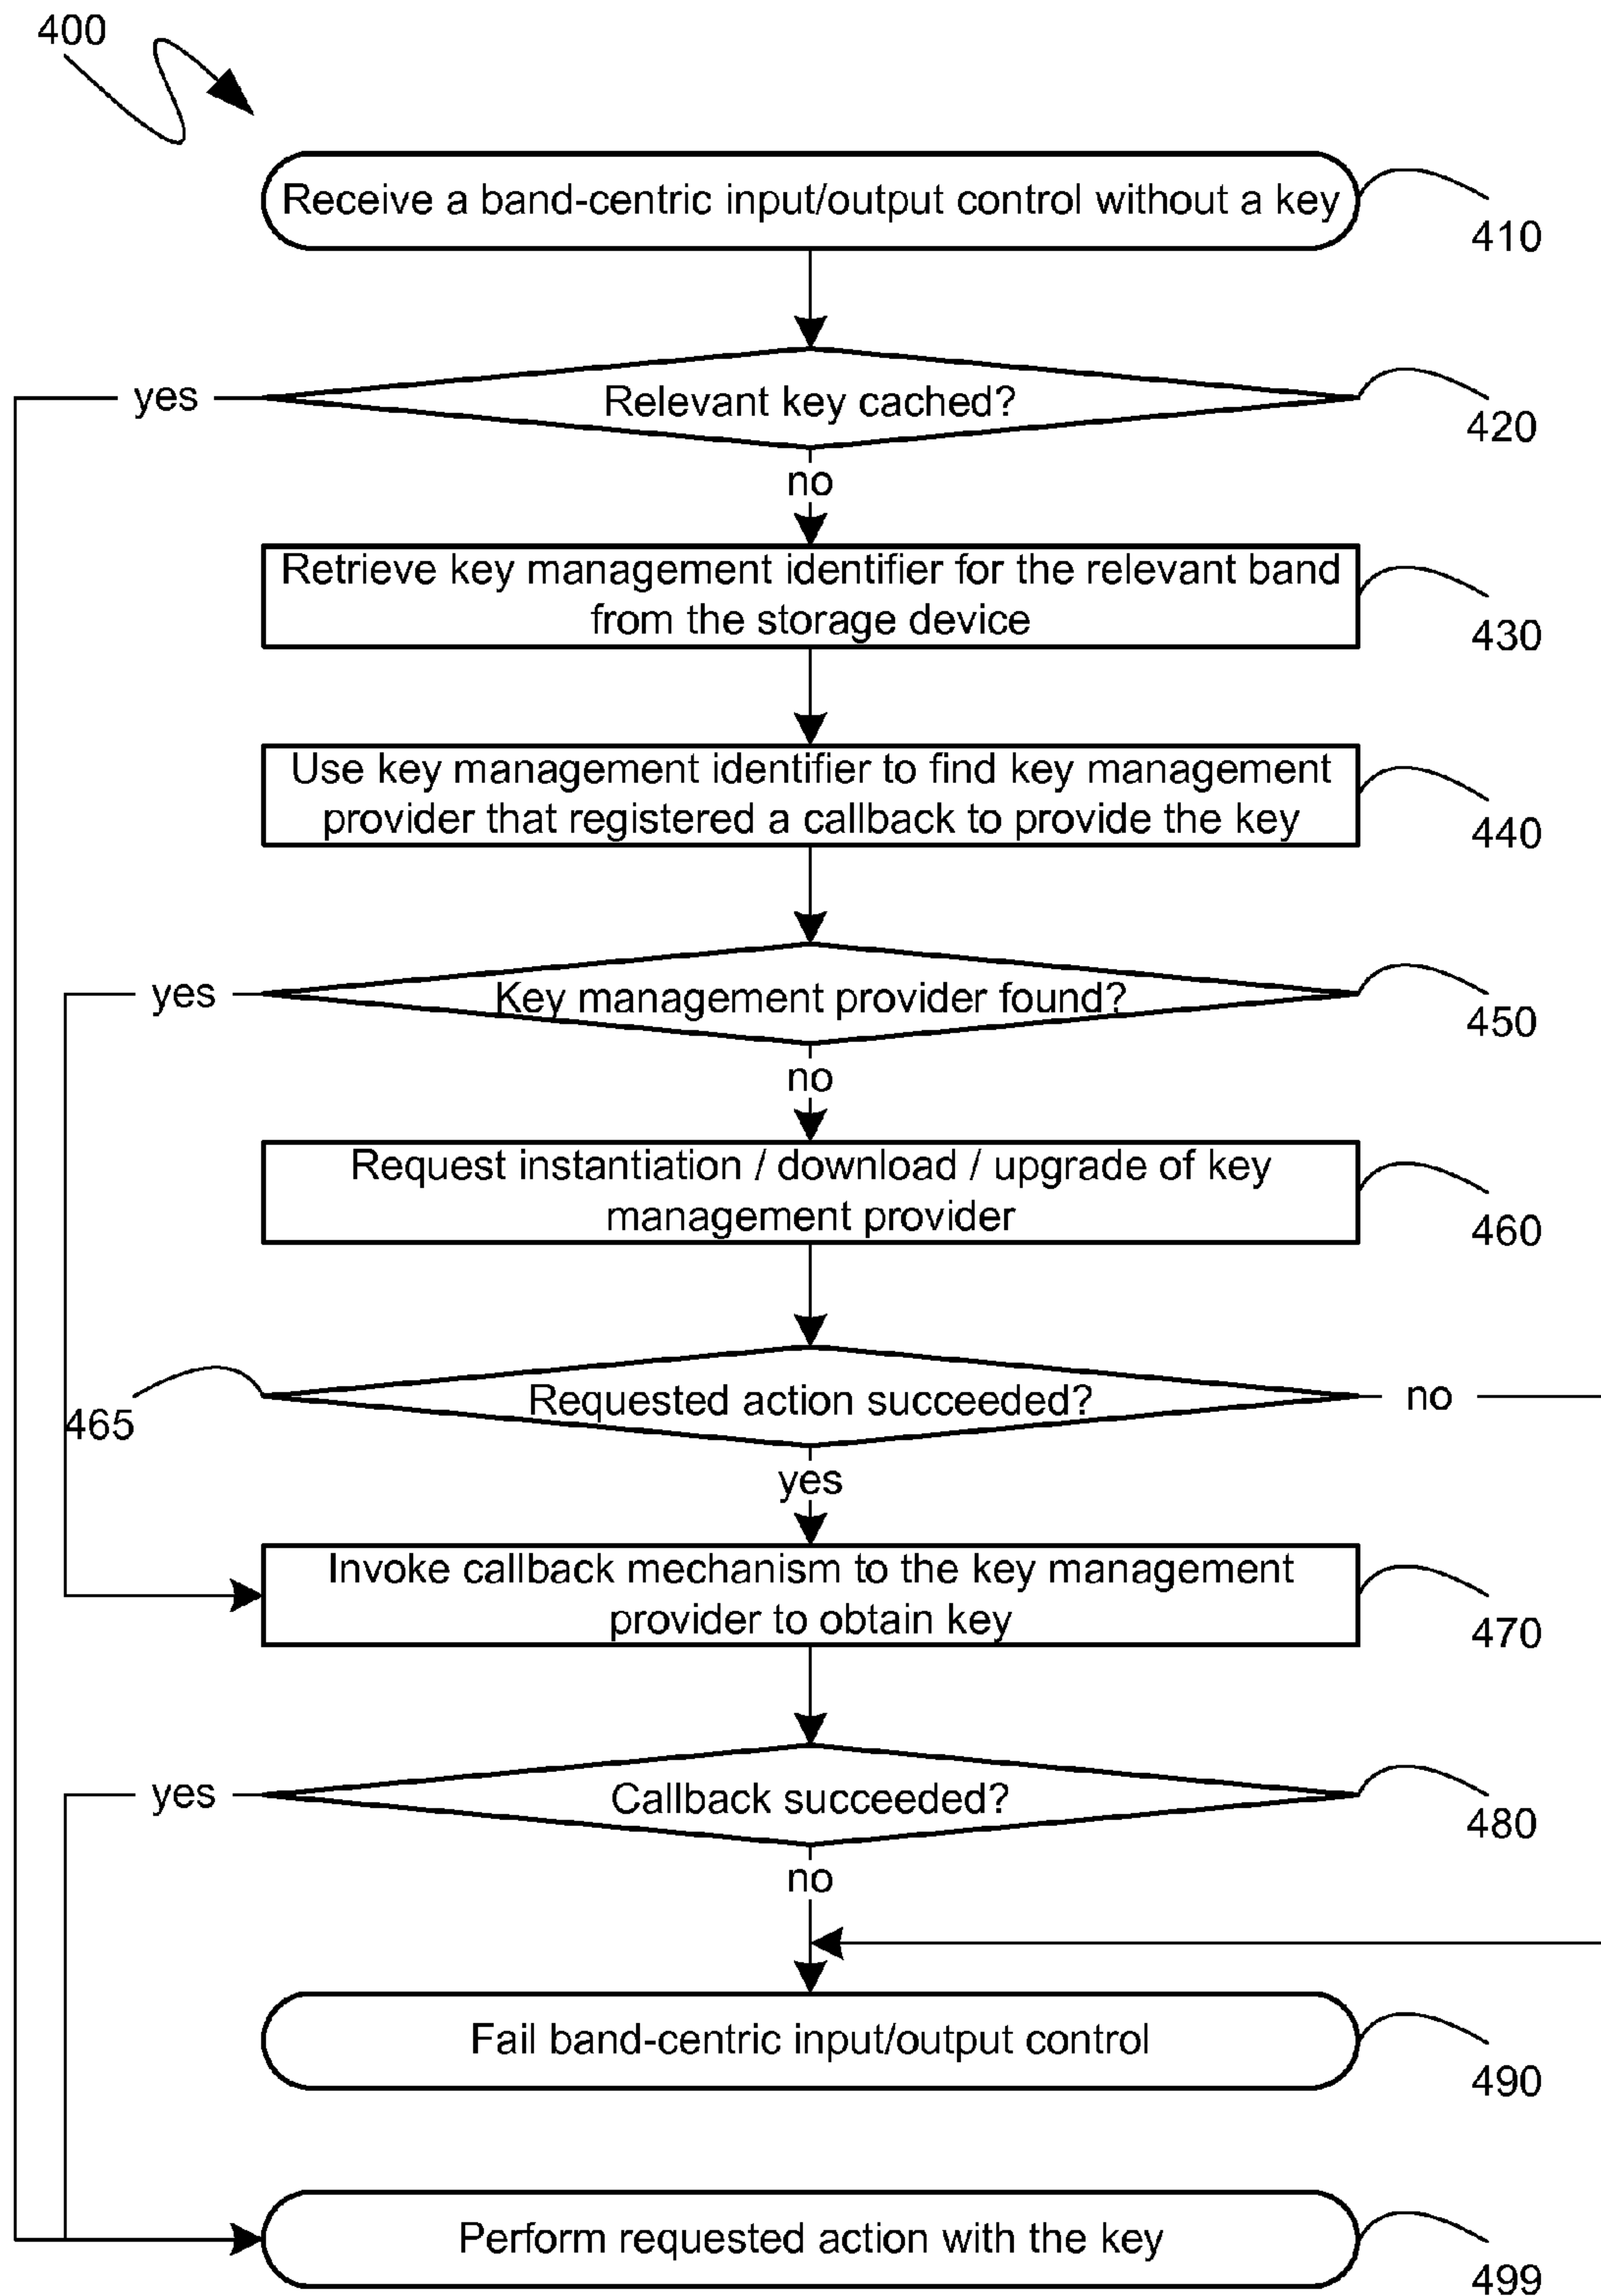 400
Receive a band-centric input/output control without a key
410
yes
Relevant key cached?
420
no
Retrieve key management identifier for the relevant band
from the storage device
430
Use key management identifier to find key management
provider that registered a callback to provide the key
440
yes
Key management provider found?
450
no
Request instantiation / download / upgrade of key
management provider
460
465
Requested action succeeded?
no
yes
Invoke callback mechanism to the key management
provider to obtain key
470
yes
Callback succeeded?
480
no
Fail band-centric input/output control
490
Perform requested action with the key
499